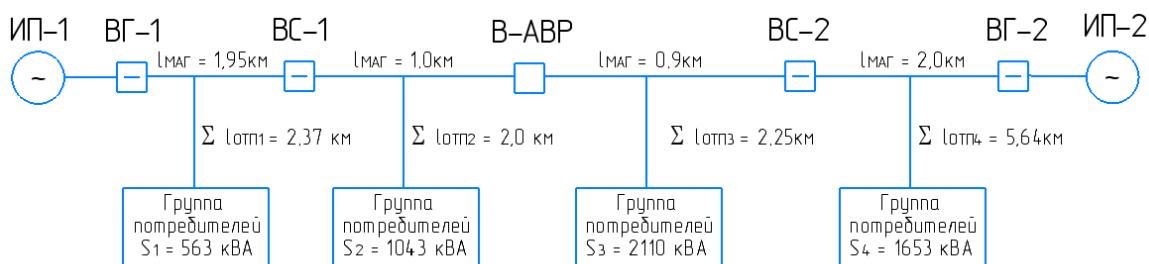 ИП-1 ВГ-1 ВС-1 В-АВР ВС-2 ВГ-2 ИП-2
lМАГ = 1,95км lМАГ = 1,0км lМАГ = 0,9км lМАГ = 2,0км
~ ~
Σ lОТП1 = 2,37 км Σ lОТП2 = 2,0 км Σ lОТП3 = 2,25км Σ lОТП4 = 5,64км
Группа потребителей S1 = 563 кВА
Группа потребителей S2 = 1043 кВА
Группа потребителей S3 = 2110 кВА
Группа потребителей S4 = 1653 кВА